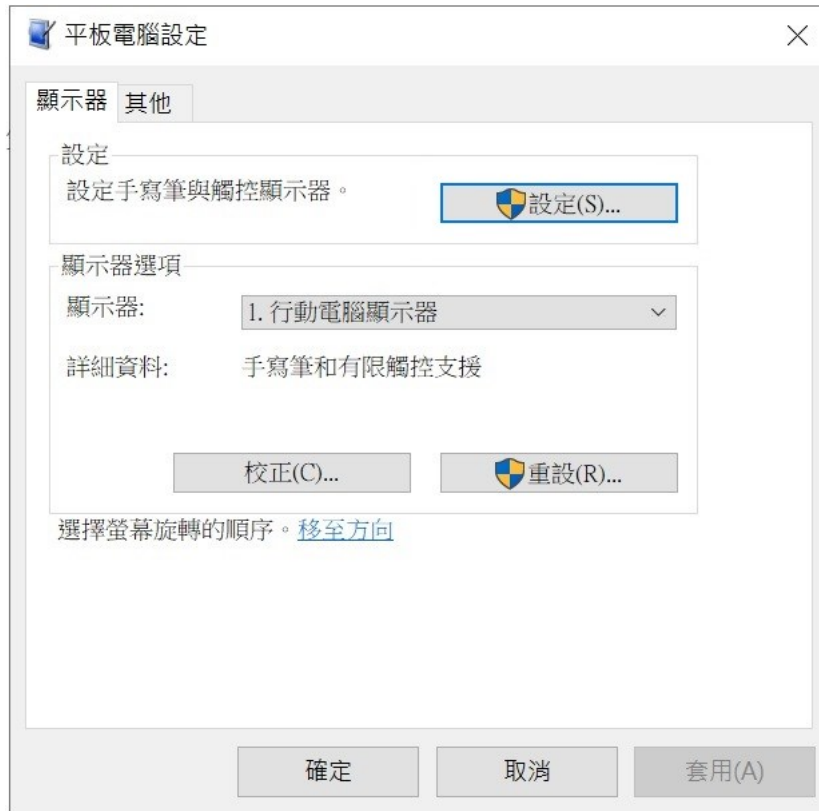 平板電腦設定
顯示器 其他
設定
設定手寫筆與觸控顯示器。 設定(S)...
顯示器選項
顯示器: 1. 行動電腦顯示器
詳細資料: 手寫筆和有限觸控支援
校正(C)... 重設(R)...
選擇螢幕旋轉的順序。移至方向
確定 取消 套用(A)